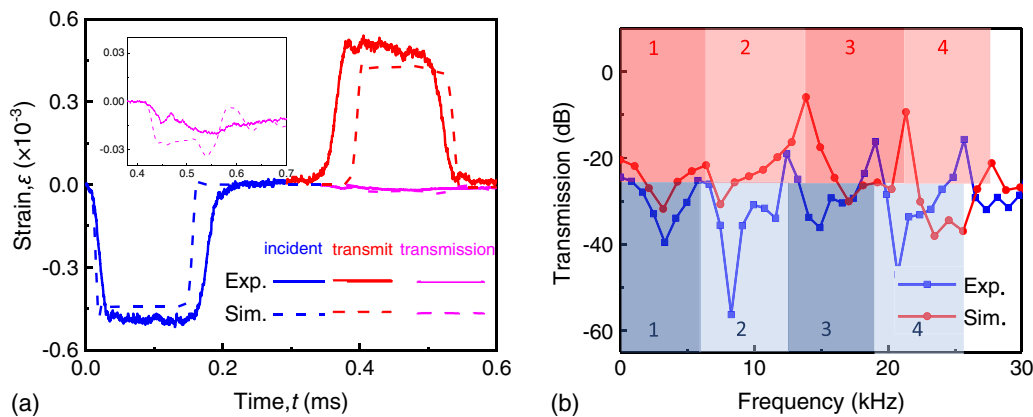 0.6
0.3
0.0
-0.3
-0.6
Strain,ε (×10⁻³)
0.03
0.00
-0.03
0.4 0.5 0.6 0.7
incident transmit transmission
Exp.
Sim.
0.0 0.2 0.4 0.6
Time,t (ms)
(a)
0
-20
-40
-60
Transmission (dB)
1 2 3 4
Exp.
Sim.
1 2 3 4
0 10 20 30
Frequency (kHz)
(b)